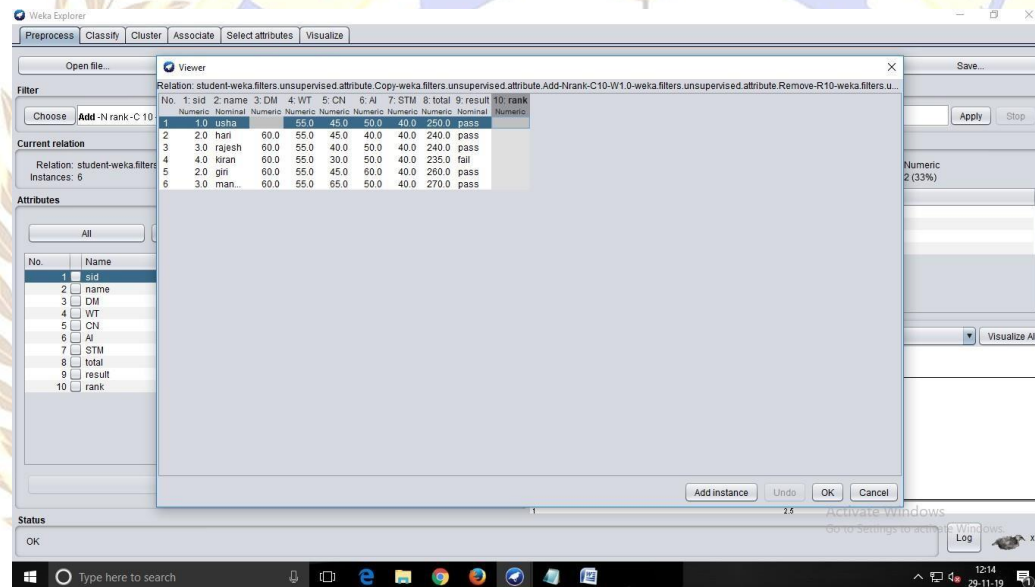 Weka Explorer
Preprocess Classify Cluster Associate Select attributes Visualize
Open file... Save...
Viewer
Relation: student-weka.filters.unsupervised.attribute.Copy-weka.filters.unsupervised.attribute.Add-Nrank-C10-W1.0-weka.filters.unsupervised.attribute.Remove-R10-weka.filters.u...
No. 1: sid 2: name 3: DM 4: WT 5: CN 6: AI 7: STM 8: total 9: result 10: rank
Numeric Nominal Numeric Numeric Numeric Numeric Numeric Numeric Nominal Numeric
1 1.0 usha 55.0 45.0 50.0 40.0 250.0 pass
2 2.0 hari 60.0 55.0 45.0 40.0 40.0 240.0 pass
3 3.0 rajesh 60.0 55.0 40.0 50.0 40.0 240.0 pass
4 4.0 kiran 60.0 55.0 30.0 50.0 40.0 235.0 fail
5 2.0 giri 60.0 55.0 45.0 60.0 40.0 260.0 pass
6 3.0 man... 60.0 55.0 65.0 50.0 40.0 270.0 pass
Filter
Choose Add -N rank -C 10 Apply Stop
Current relation
Relation: student-weka.filters
Instances: 6
Numeric
2 (33%)
Attributes
All
No. Name
1 sid
2 name
3 DM
4 WT
5 CN
6 AI
7 STM
8 total
9 result
10 rank
Visualize Al
Add instance Undo OK Cancel
1 2.5
Activate Windows
Go to Settings to activate Windows.
Status
OK
Log x
Type here to search
12:14
29-11-19